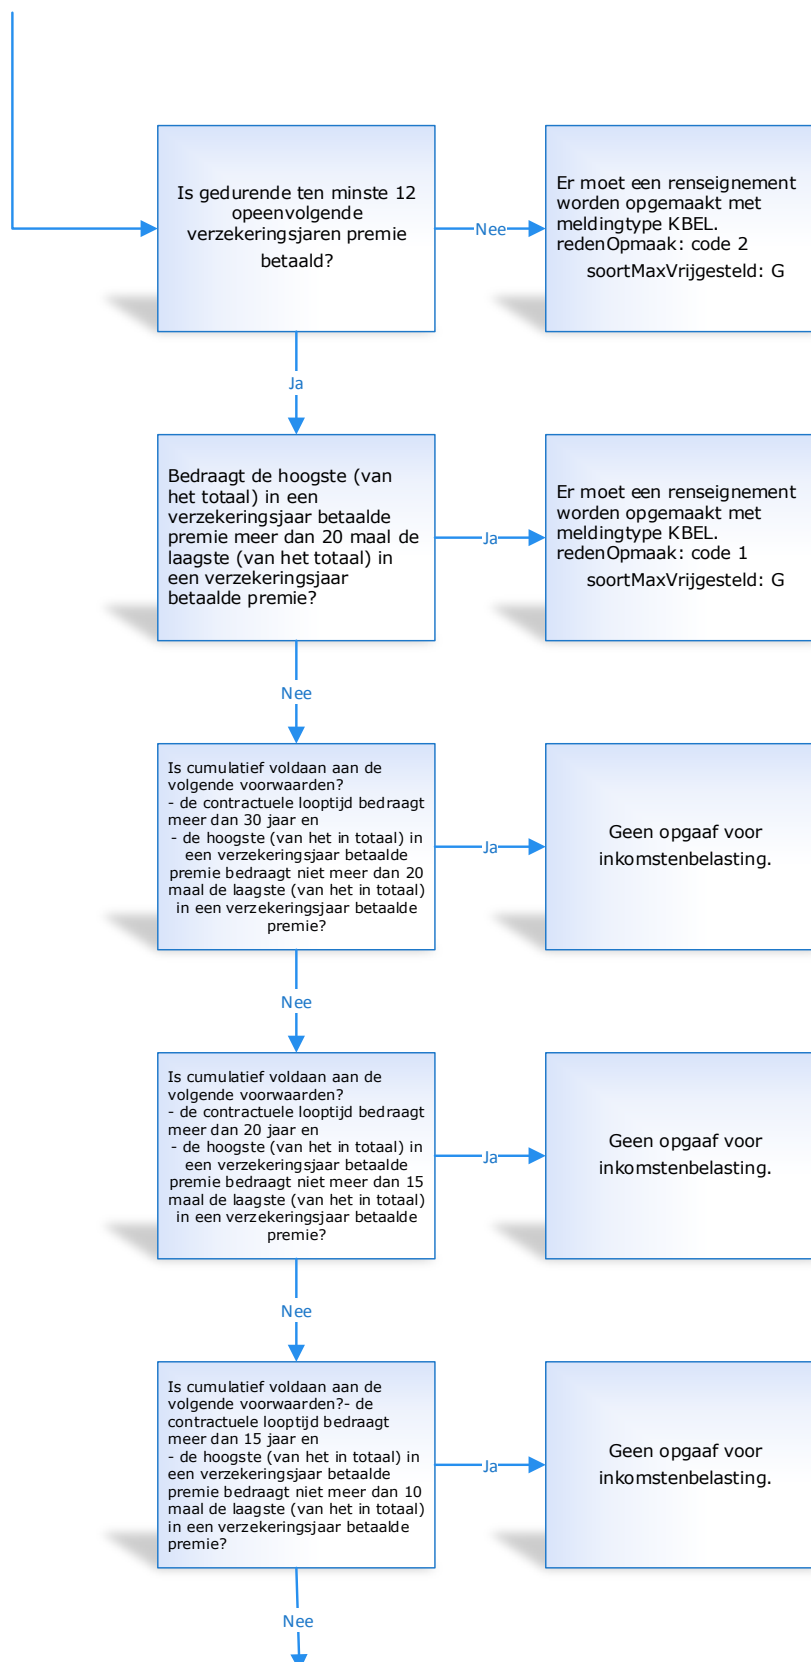 Is gedurende ten minste 12
opeenvolgende
verzekeringsjaren premie
betaald?
Nee
Er moet een renseignement
worden opgemaakt met
meldingtype KBEL.
redenOpmaak: code 2
soortMaxVrijgesteld: G
Ja
Bedraagt de hoogste (van
het totaal) in een
verzekeringsjaar betaalde
premie meer dan 20 maal de
laagste (van het totaal) in
een verzekeringsjaar
betaalde premie?
Ja
Er moet een renseignement
worden opgemaakt met
meldingtype KBEL.
redenOpmaak: code 1
soortMaxVrijgesteld: G
Nee
Is cumulatief voldaan aan de
volgende voorwaarden?
- de contractuele looptijd bedraagt
meer dan 30 jaar en
- de hoogste (van het in totaal) in
een verzekeringsjaar betaalde
premie bedraagt niet meer dan 20
maal de laagste (van het in totaal)
in een verzekeringsjaar betaalde
premie?
Ja
Geen opgaaf voor
inkomstenbelasting.
Nee
Is cumulatief voldaan aan de
volgende voorwaarden?
- de contractuele looptijd bedraagt
meer dan 20 jaar en
- de hoogste (van het in totaal) in
een verzekeringsjaar betaalde
premie bedraagt niet meer dan 15
maal de laagste (van het in totaal)
in een verzekeringsjaar betaalde
premie?
Ja
Geen opgaaf voor
inkomstenbelasting.
Nee
Is cumulatief voldaan aan de
volgende voorwaarden?- de
contractuele looptijd bedraagt
meer dan 15 jaar en
- de hoogste (van het in totaal) in
een verzekeringsjaar betaalde
premie bedraagt niet meer dan 10
maal de laagste (van het in totaal)
in een verzekeringsjaar betaalde
premie?
Ja
Geen opgaaf voor
inkomstenbelasting.
Nee